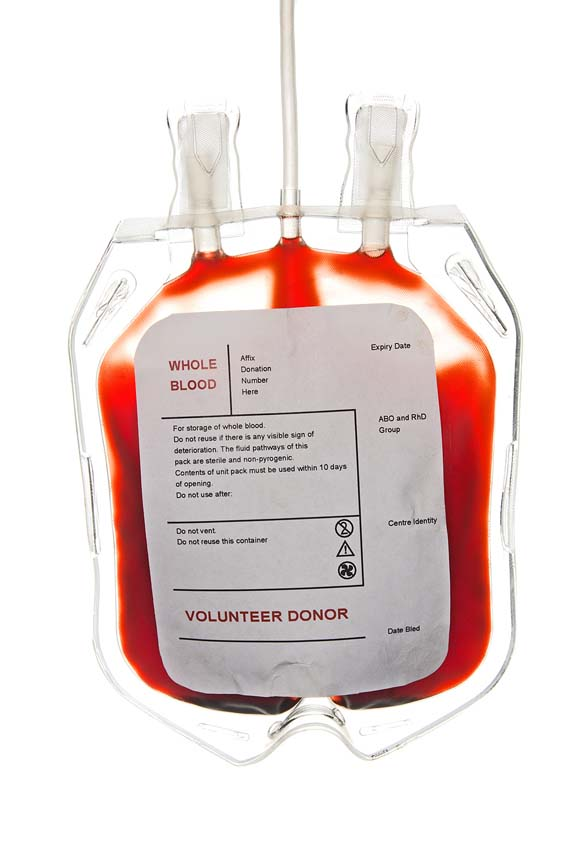 WHOLE
BLOOD
Affix
Donation
Number
Here
Expiry Date
For storage of whole blood.
Do not reuse if there is any visible sign of
deterioration. The fluid pathways of this
pack are sterile and non-pyrogenic.
Contents of unit pack must be used within 10 days
of opening.
Do not use after:
ABO and RhD
Group
Do not vent.
Do not reuse this container
Centre Identity
VOLUNTEER DONOR
Date Bled